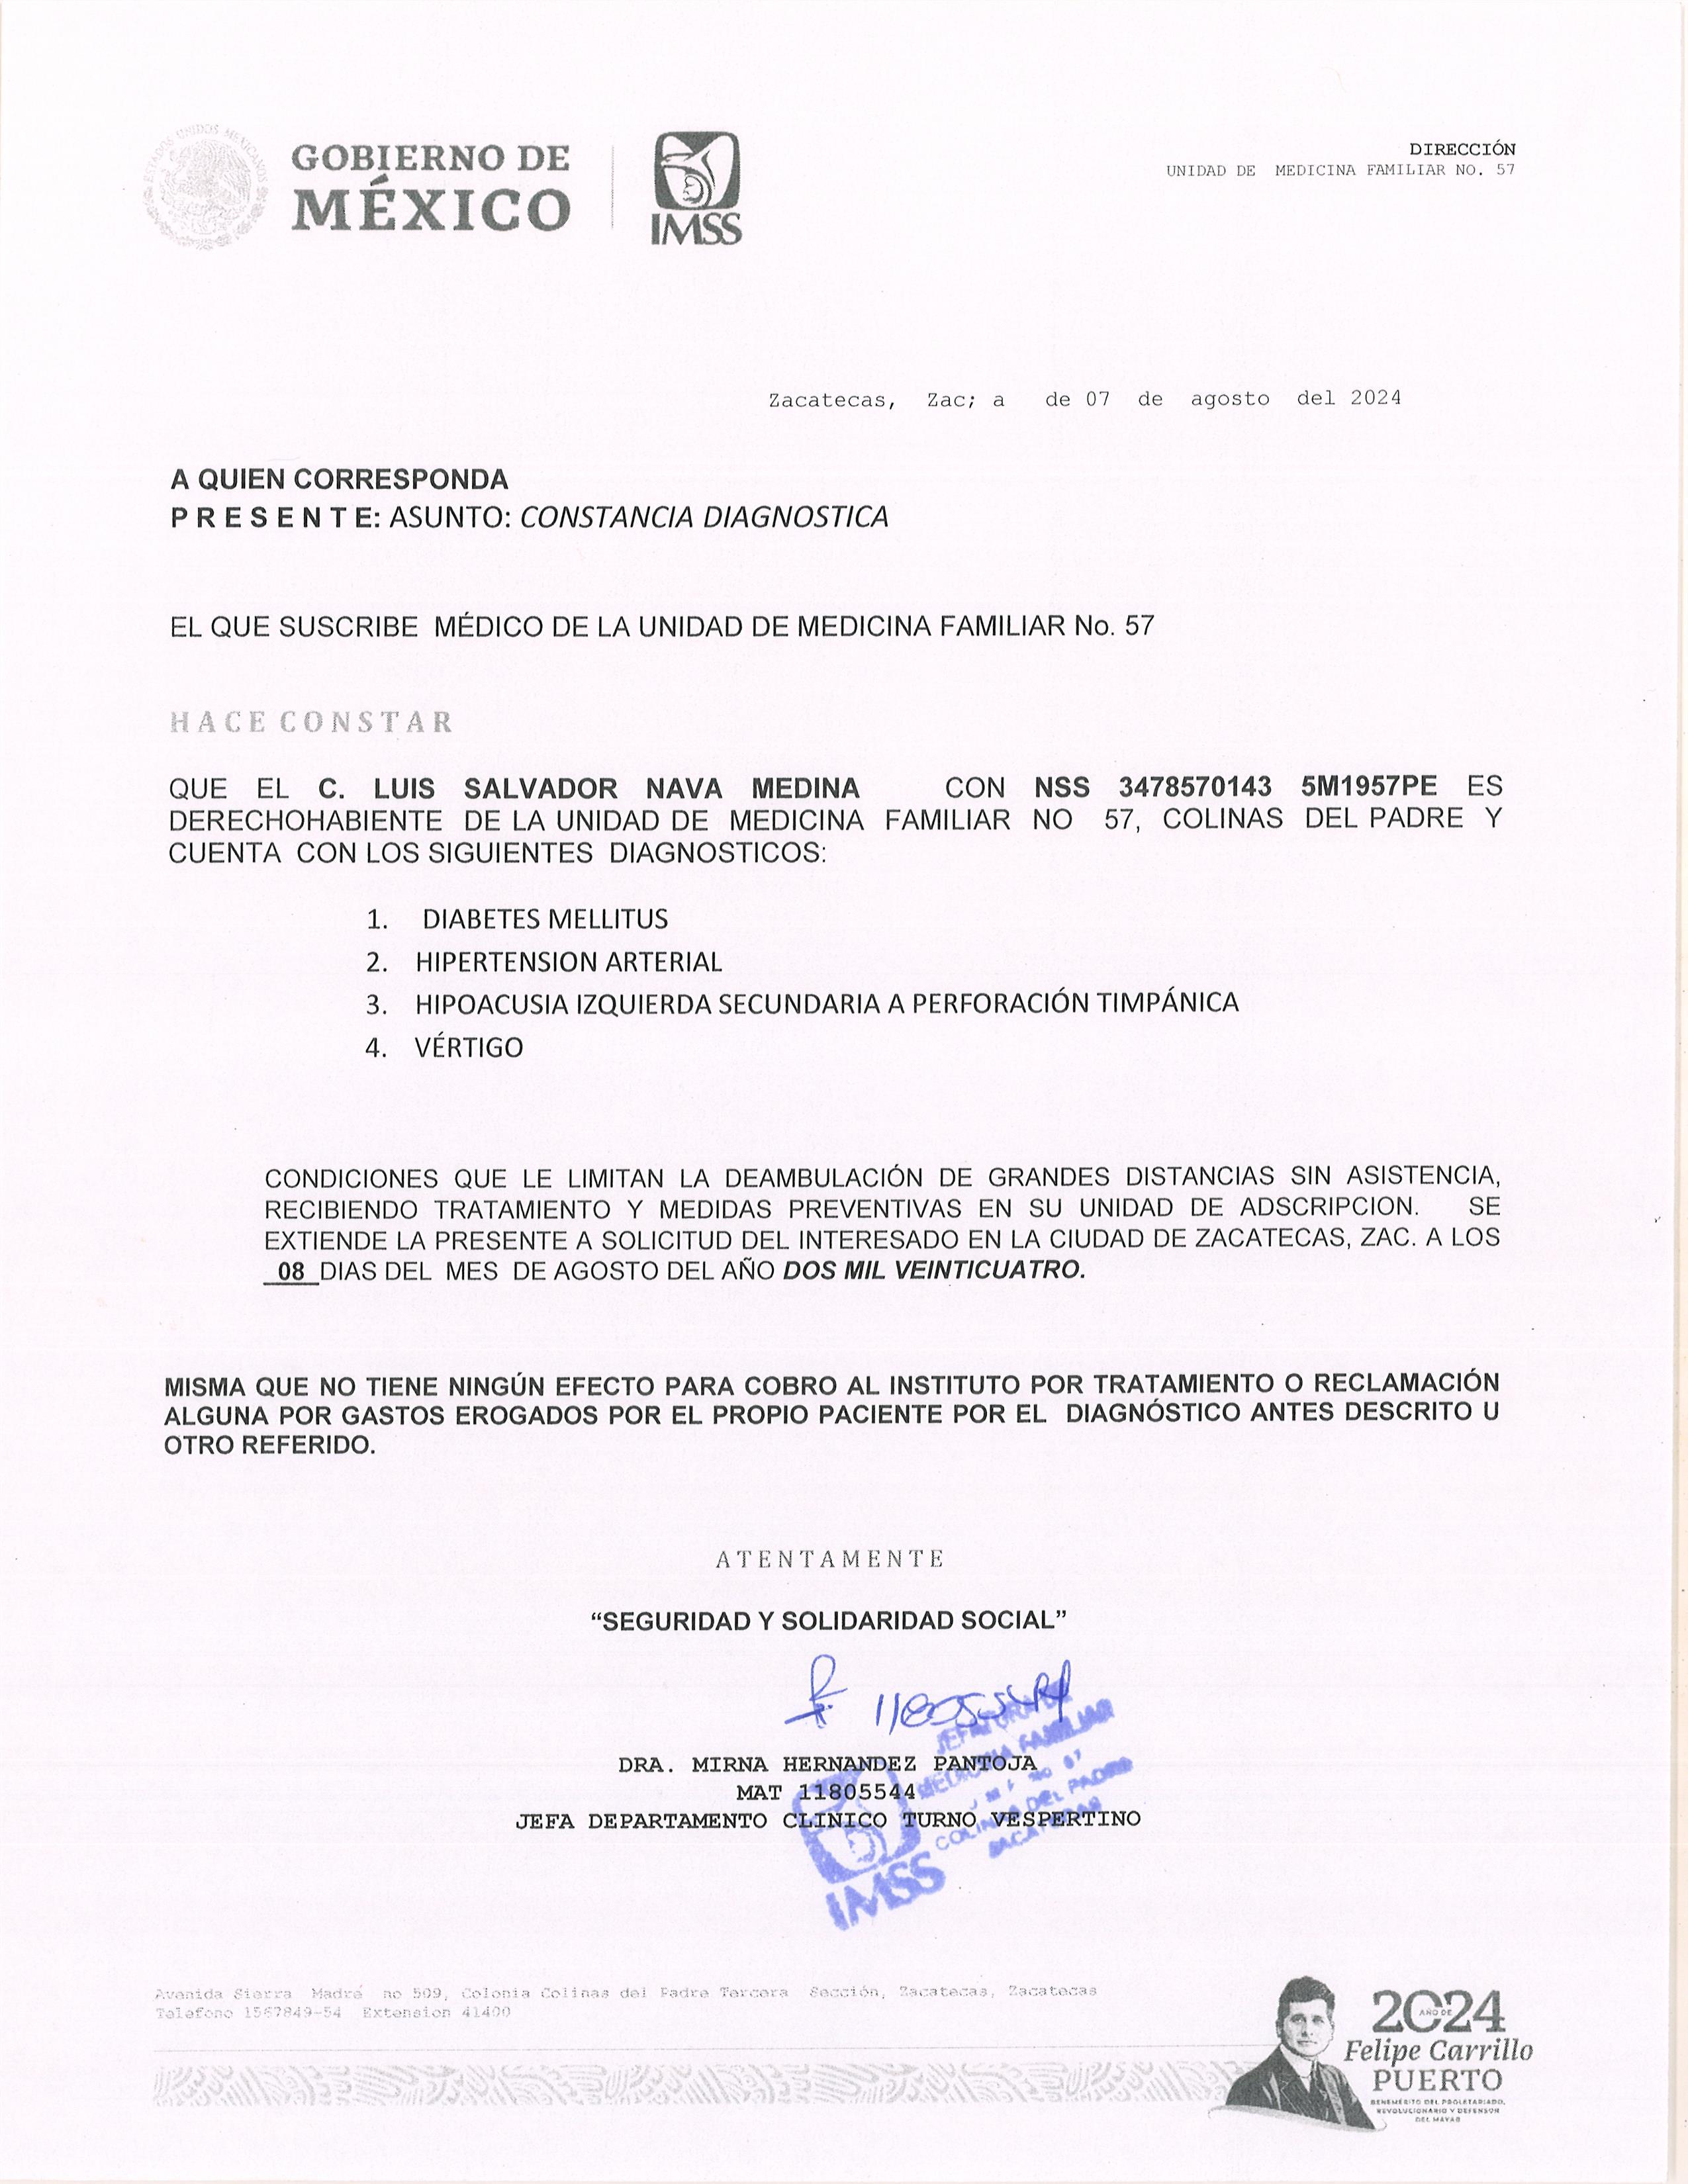 ESTADOS UNIDOS MEXICANOS
GOBIERNO DE
MÉXICO
IMSS
DIRECCIÓN
UNIDAD DE MEDICINA FAMILIAR NO. 57
Zacatecas, Zac; a de 07 de agosto del 2024
A QUIEN CORRESPONDA
P R E S E N T E: ASUNTO: CONSTANCIA DIAGNOSTICA
EL QUE SUSCRIBE MÉDICO DE LA UNIDAD DE MEDICINA FAMILIAR No. 57
H A C E C O N S T A R
QUE EL C. LUIS SALVADOR NAVA MEDINA CON NSS 3478570143 5M1957PE ES
DERECHOHABIENTE DE LA UNIDAD DE MEDICINA FAMILIAR NO 57, COLINAS DEL PADRE Y
CUENTA CON LOS SIGUIENTES DIAGNOSTICOS:
1. DIABETES MELLITUS
2. HIPERTENSION ARTERIAL
3. HIPOACUSIA IZQUIERDA SECUNDARIA A PERFORACIÓN TIMPÁNICA
4. VÉRTIGO
CONDICIONES QUE LE LIMITAN LA DEAMBULACIÓN DE GRANDES DISTANCIAS SIN ASISTENCIA,
RECIBIENDO TRATAMIENTO Y MEDIDAS PREVENTIVAS EN SU UNIDAD DE ADSCRIPCION. SE
EXTIENDE LA PRESENTE A SOLICITUD DEL INTERESADO EN LA CIUDAD DE ZACATECAS, ZAC. A LOS
08 DIAS DEL MES DE AGOSTO DEL AÑO DOS MIL VEINTICUATRO.
MISMA QUE NO TIENE NINGÚN EFECTO PARA COBRO AL INSTITUTO POR TRATAMIENTO O RECLAMACIÓN
ALGUNA POR GASTOS EROGADOS POR EL PROPIO PACIENTE POR EL DIAGNÓSTICO ANTES DESCRITO U
OTRO REFERIDO.
A T E N T A M E N T E
“SEGURIDAD Y SOLIDARIDAD SOCIAL”
DRA. MIRNA HERNANDEZ PANTOJA
MAT 11805544
JEFA DEPARTAMENTO CLINICO TURNO VESPERTINO
JEFATURA DE
MEDICINA FAMILIAR
COLINAS DEL PADRE
ZACATECAS
IMSS
Avenida Sierra Madre no 509, Colonia Colinas del Padre Tercera Sección, Zacatecas, Zacatecas
Telefono 1567849-54 Extension 41400
2024
AÑO DE
Felipe Carrillo
PUERTO
BENEMÉRITO DEL PROLETARIADO,
REVOLUCIONARIO Y DEFENSOR
DEL MAYAB